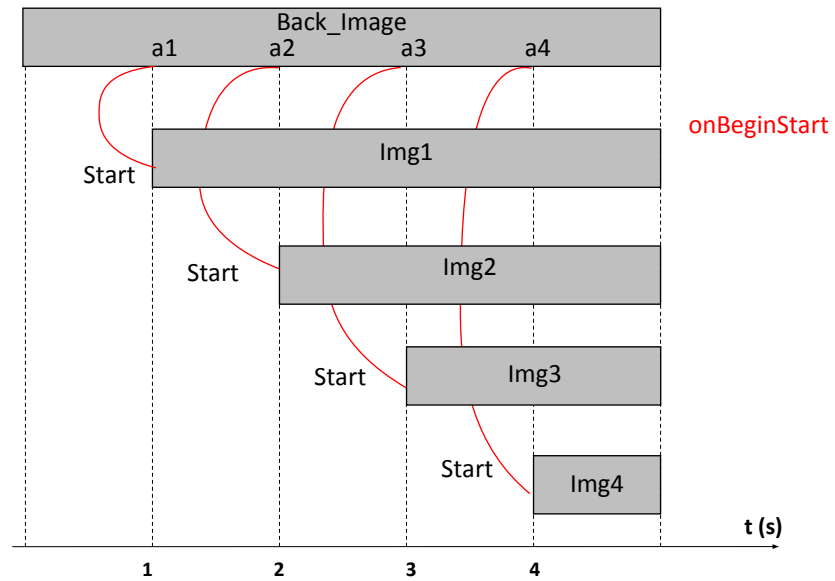 Back_Image
a1 a2 a3 a4
onBeginStart
Img1
Start
Img2
Start
Img3
Start
Img4
Start
t (s)
1 2 3 4